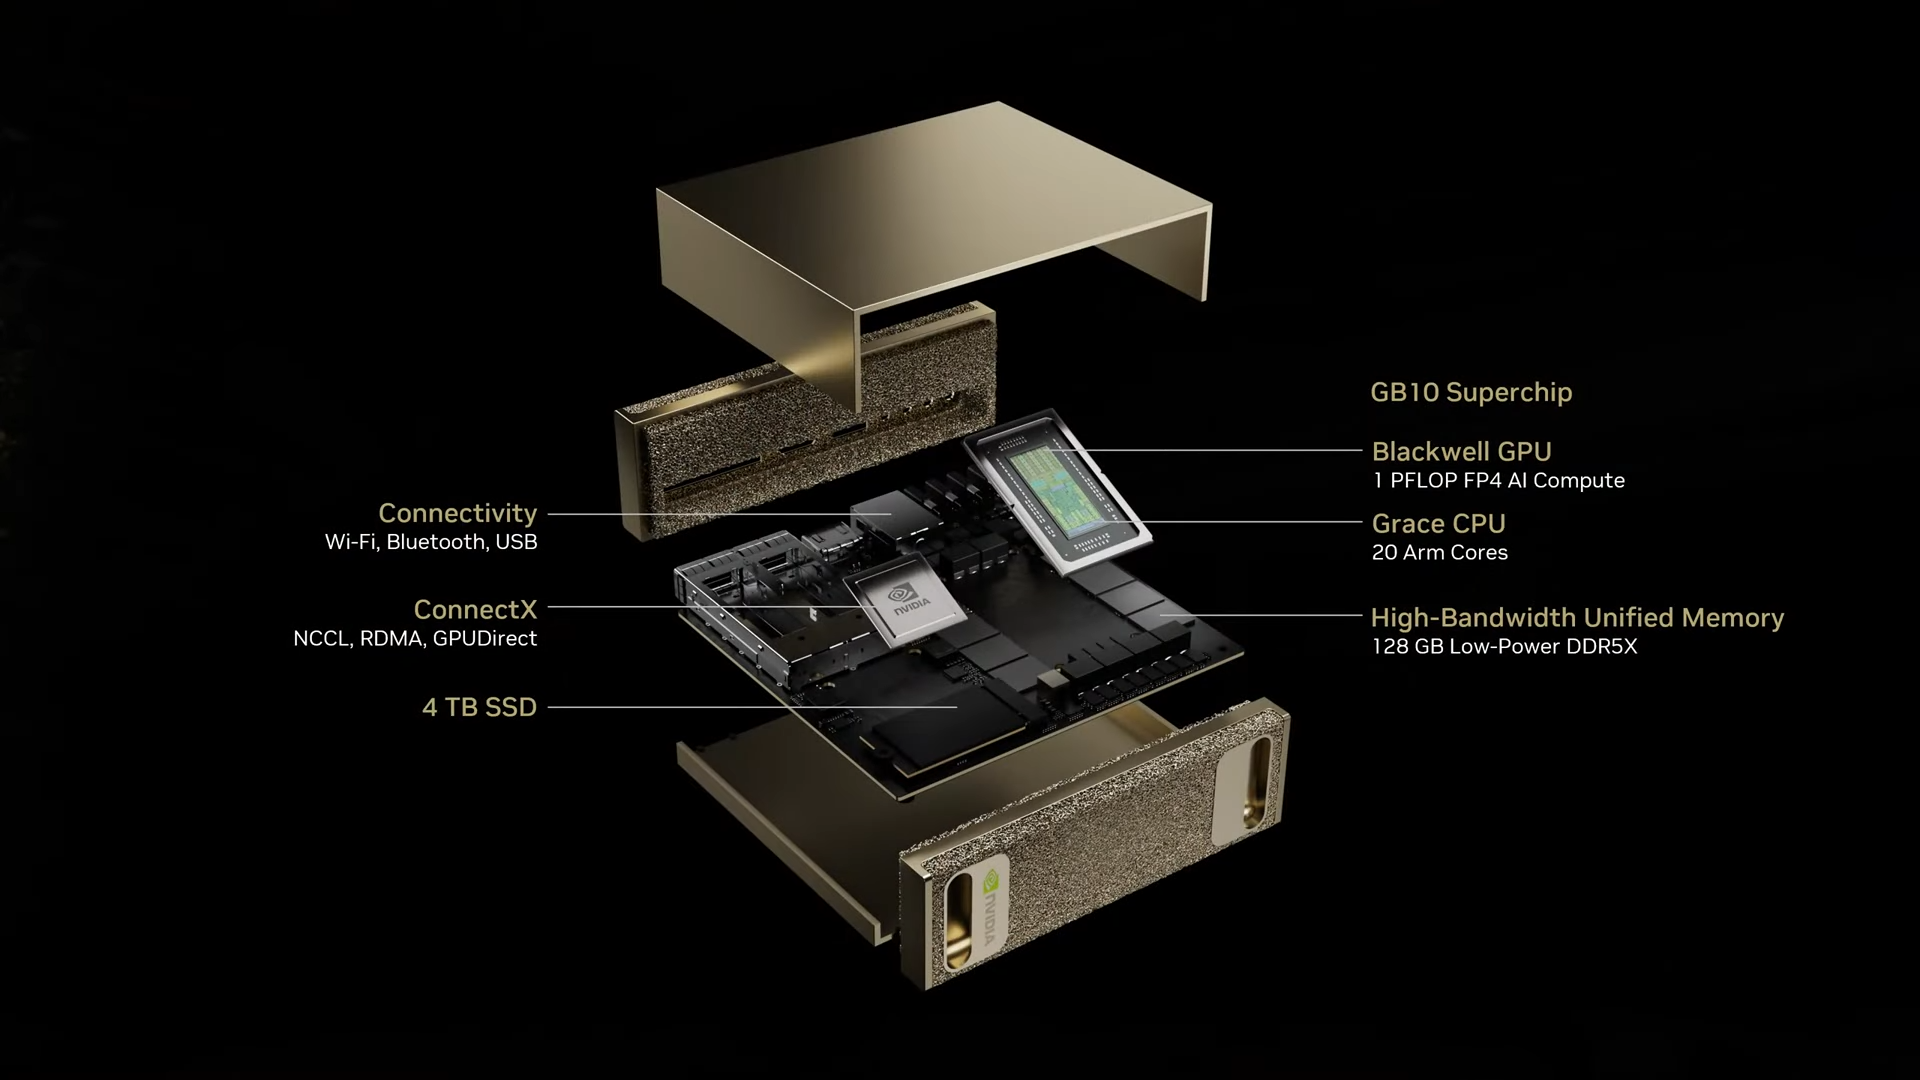 GB10 Superchip
Blackwell GPU
1 PFLOP FP4 AI Compute
Connectivity
Wi-Fi, Bluetooth, USB
Grace CPU
20 Arm Cores
ConnectX
NCCL, RDMA, GPUDirect
NVIDIA
High-Bandwidth Unified Memory
128 GB Low-Power DDR5X
4 TB SSD
NVIDIA